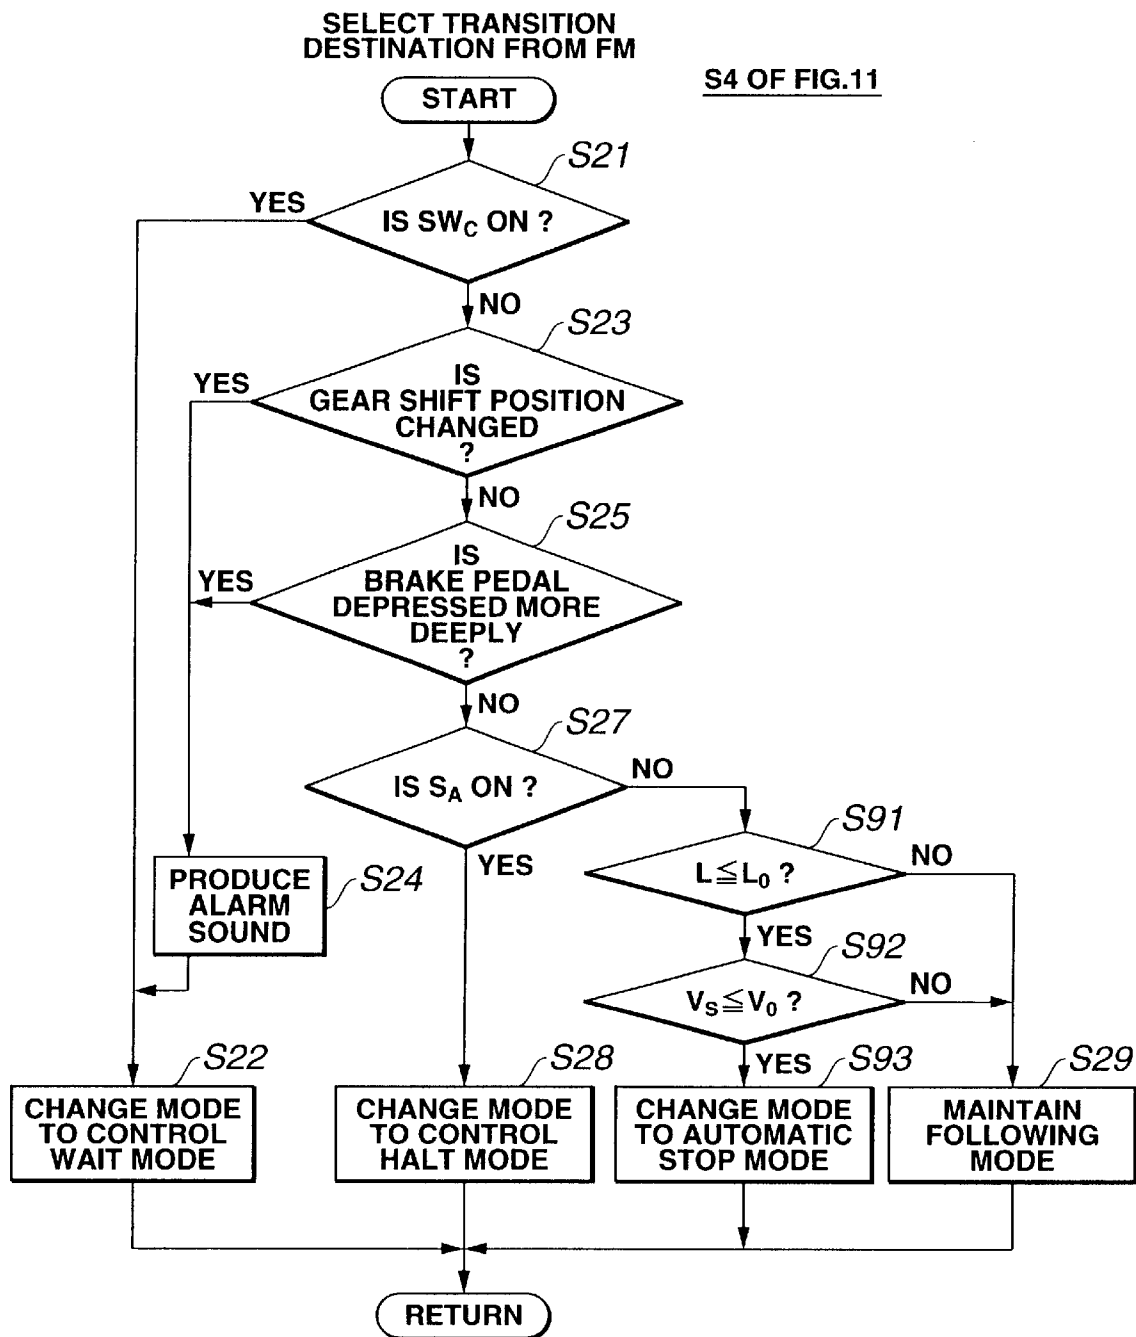 SELECT TRANSITION
DESTINATION FROM FM
S4 OF FIG.11
START
S21
YES
IS SWC ON ?
NO
S23
YES
IS
GEAR SHIFT POSITION
CHANGED
?
NO
S25
YES
IS
BRAKE PEDAL
DEPRESSED MORE
DEEPLY
?
NO
S27
IS SA ON ?
NO
YES
S91
L≦L0 ?
NO
YES
PRODUCE
ALARM
SOUND
S24
S92
VS≦V0 ?
NO
YES
S22
CHANGE MODE
TO CONTROL
WAIT MODE
S28
CHANGE MODE
TO CONTROL
HALT MODE
S93
CHANGE MODE
TO AUTOMATIC
STOP MODE
S29
MAINTAIN
FOLLOWING
MODE
RETURN